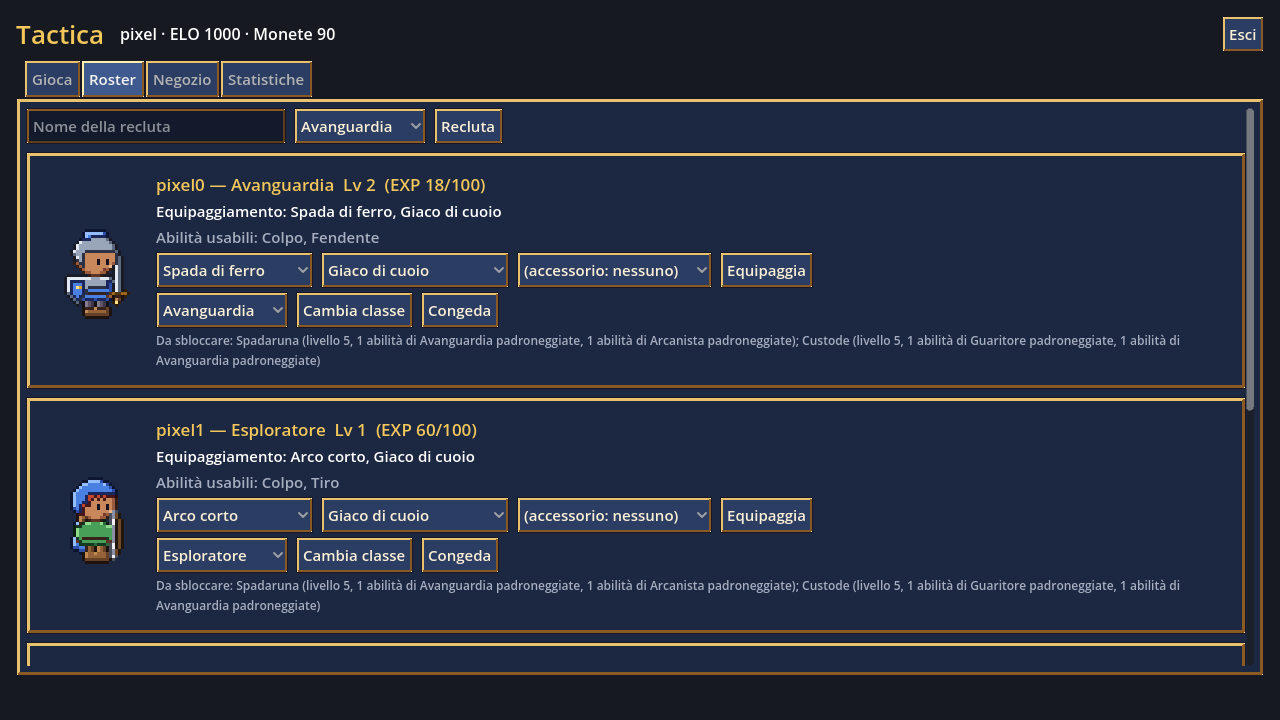 Tactica pixel · ELO 1000 · Monete 90 Esci
Gioca Roster Negozio Statistiche
Nome della recluta Avanguardia Recluta
pixel0 — Avanguardia Lv 2 (EXP 18/100)
Equipaggiamento: Spada di ferro, Giaco di cuoio
Abilità usabili: Colpo, Fendente
Spada di ferro Giaco di cuoio (accessorio: nessuno) Equipaggia
Avanguardia Cambia classe Congeda
Da sbloccare: Spadaruna (livello 5, 1 abilità di Avanguardia padroneggiate, 1 abilità di Arcanista padroneggiate); Custode (livello 5, 1 abilità di Guaritore padroneggiate, 1 abilità di
Avanguardia padroneggiate)
pixel1 — Esploratore Lv 1 (EXP 60/100)
Equipaggiamento: Arco corto, Giaco di cuoio
Abilità usabili: Colpo, Tiro
Arco corto Giaco di cuoio (accessorio: nessuno) Equipaggia
Esploratore Cambia classe Congeda
Da sbloccare: Spadaruna (livello 5, 1 abilità di Avanguardia padroneggiate, 1 abilità di Arcanista padroneggiate); Custode (livello 5, 1 abilità di Guaritore padroneggiate, 1 abilità di
Avanguardia padroneggiate)